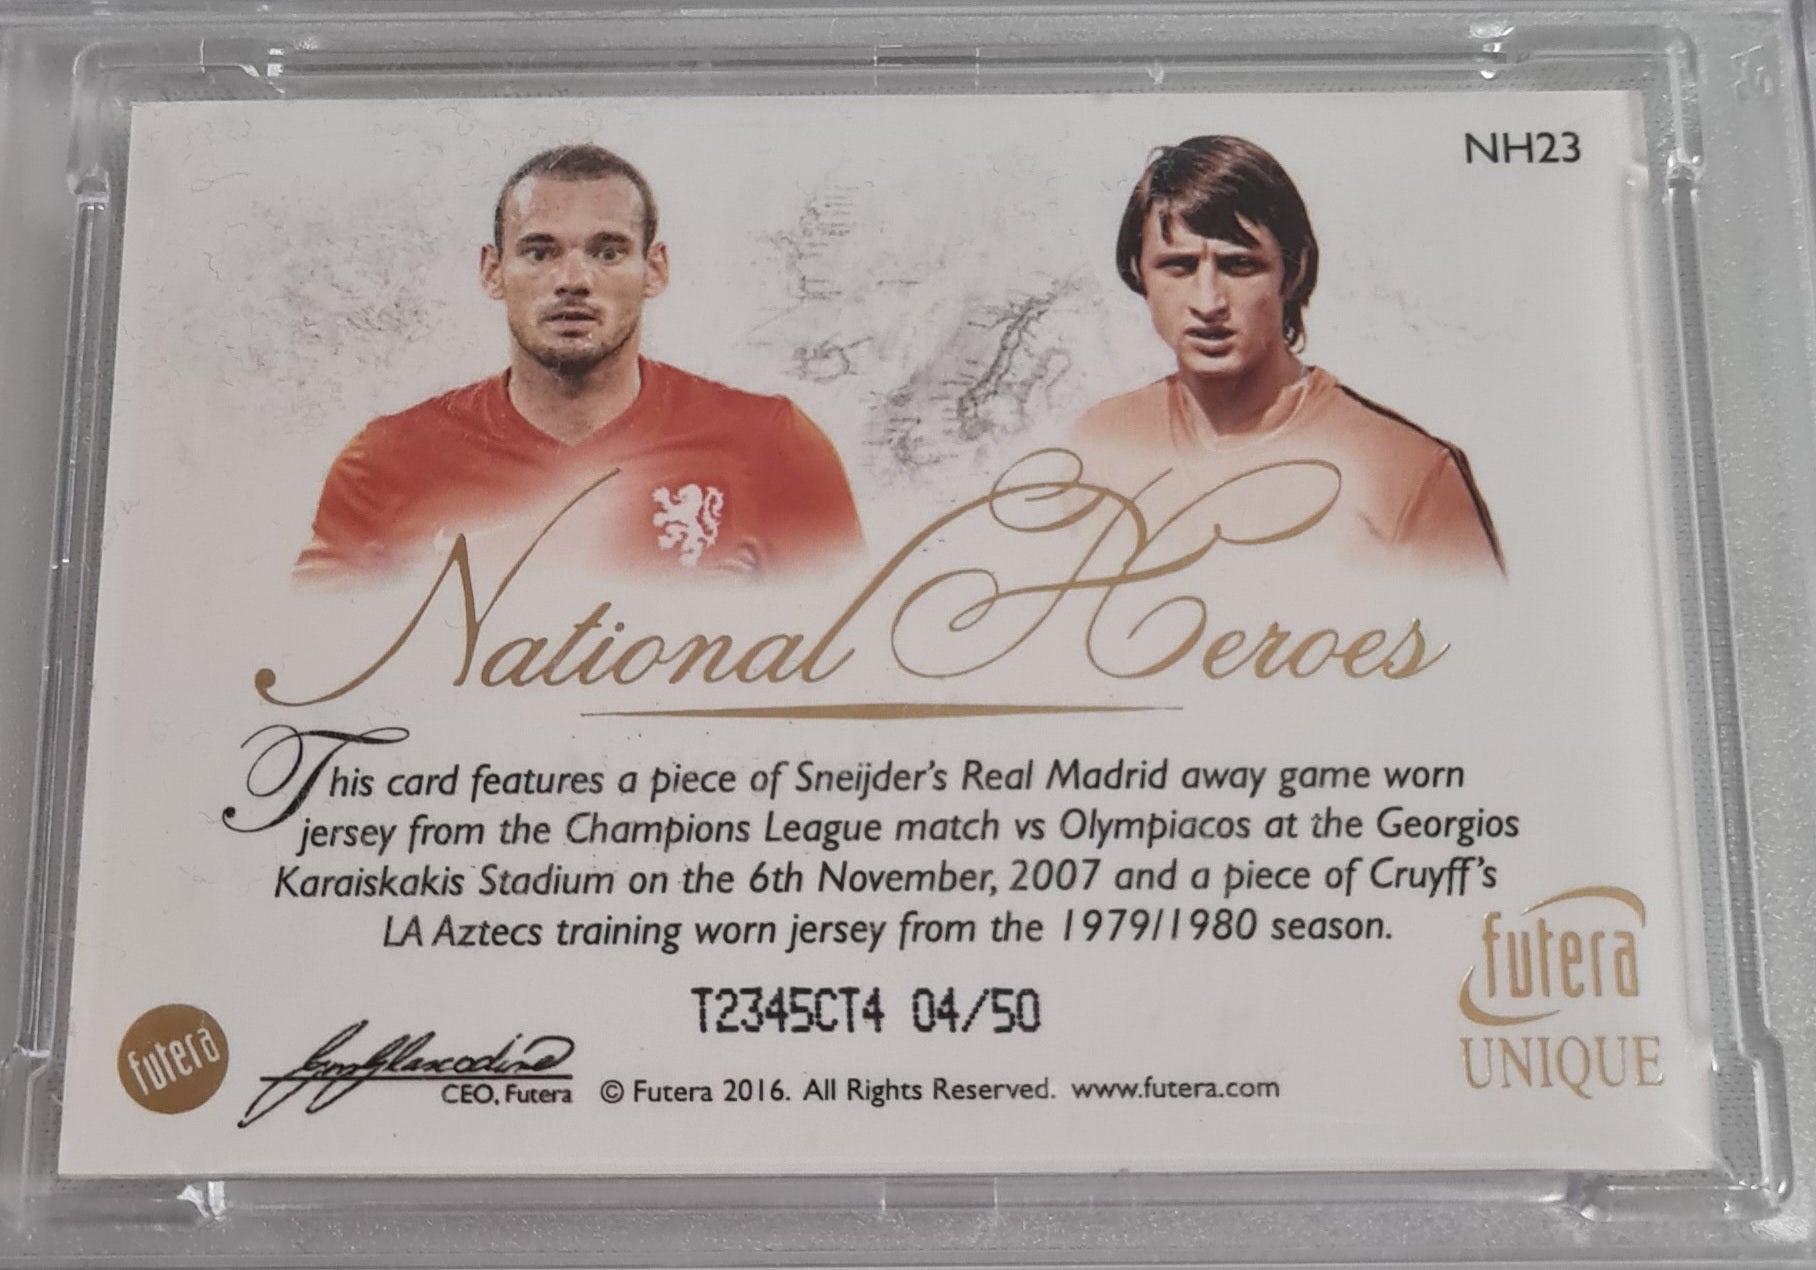 NH23
National Heroes
This card features a piece of Sneijder's Real Madrid away game worn
jersey from the Champions League match vs Olympiacos at the Georgios
Karaiskakis Stadium on the 6th November, 2007 and a piece of Cruyff's
LA Aztecs training worn jersey from the 1979/1980 season.
futera
UNIQUE
T2345CT4 04/50
futera
CEO, Futera © Futera 2016. All Rights Reserved. www.futera.com